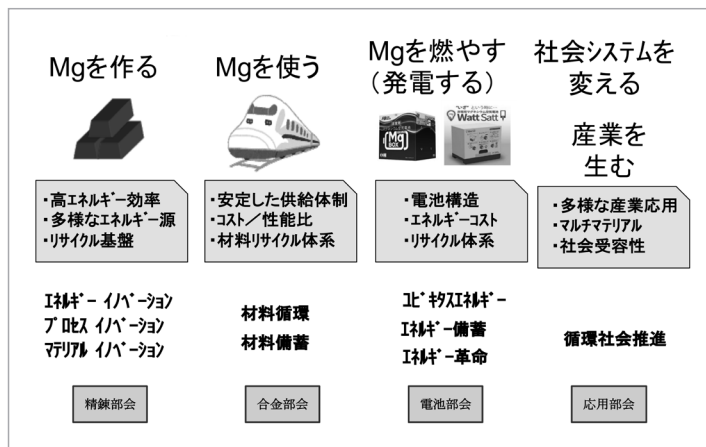 Mgを作る
・高エネルギー効率
・多様なエネルギー源
・リサイクル基盤
エネルギー イノベーション
プロセス イノベーション
マテリアル イノベーション
精錬部会
Mgを使う
・安定した供給体制
・コスト／性能比
・材料リサイクル体系
材料循環
材料備蓄
合金部会
Mgを燃やす
（発電する）
Mg
BOX
Watt Satt
・電池構造
・エネルギーコスト
・リサイクル体系
ユビキタスエネルギー
エネルギー備蓄
エネルギー革命
電池部会
社会システムを
変える
産業を
生む
・多様な産業応用
・マルチマテリアル
・社会受容性
循環社会推進
応用部会